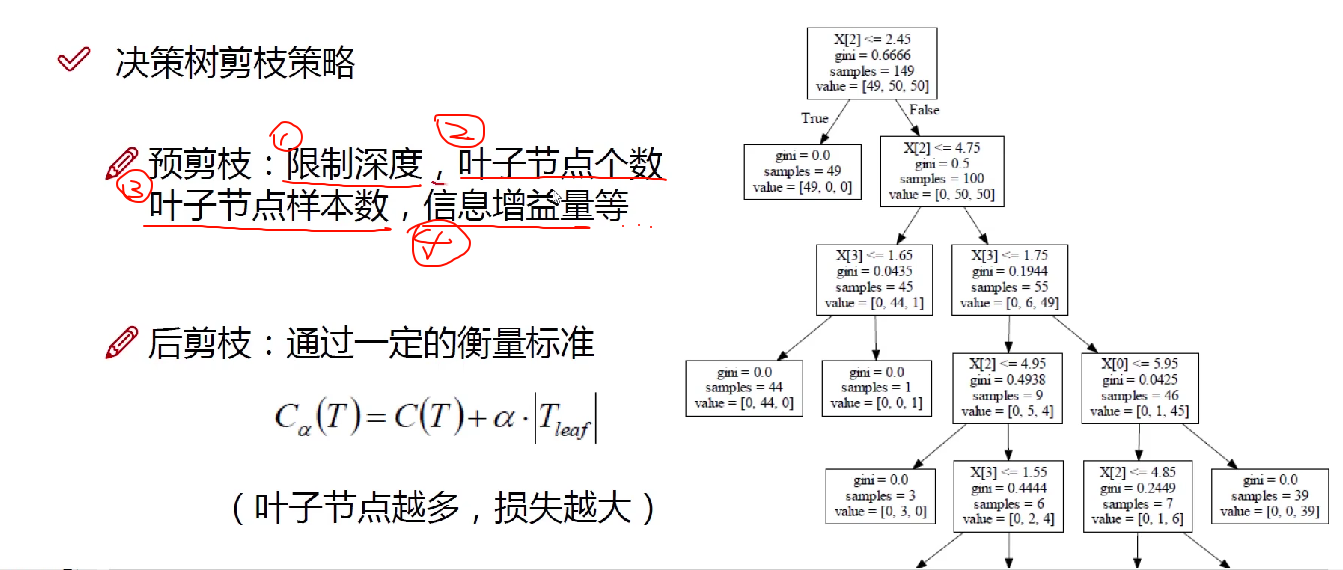 决策树剪枝策略
① ②
预剪枝：限制深度，叶子节点个数
③
叶子节点样本数，信息增益量等
④
后剪枝：通过一定的衡量标准
Cα(T) = C(T) + α · |Tleaf|
（叶子节点越多，损失越大）
X[2] <= 2.45
gini = 0.6666
samples = 149
value = [49, 50, 50]
True
False
gini = 0.0
samples = 49
value = [49, 0, 0]
X[2] <= 4.75
gini = 0.5
samples = 100
value = [0, 50, 50]
X[3] <= 1.65
gini = 0.0435
samples = 45
value = [0, 44, 1]
X[3] <= 1.75
gini = 0.1944
samples = 55
value = [0, 6, 49]
gini = 0.0
samples = 44
value = [0, 44, 0]
gini = 0.0
samples = 1
value = [0, 0, 1]
X[2] <= 4.95
gini = 0.4938
samples = 9
value = [0, 5, 4]
X[0] <= 5.95
gini = 0.0425
samples = 46
value = [0, 1, 45]
gini = 0.0
samples = 3
value = [0, 3, 0]
X[3] <= 1.55
gini = 0.4444
samples = 6
value = [0, 2, 4]
X[2] <= 4.85
gini = 0.2449
samples = 7
value = [0, 1, 6]
gini = 0.0
samples = 39
value = [0, 0, 39]